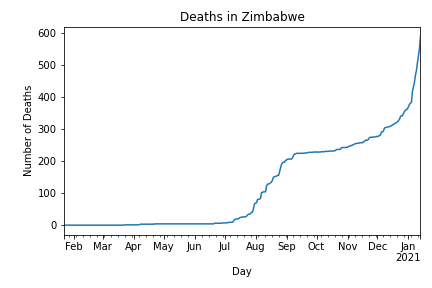 Deaths in Zimbabwe
Number of Deaths
600
500
400
300
200
100
0
Feb Mar Apr May Jun Jul Aug Sep Oct Nov Dec Jan
2021
Day